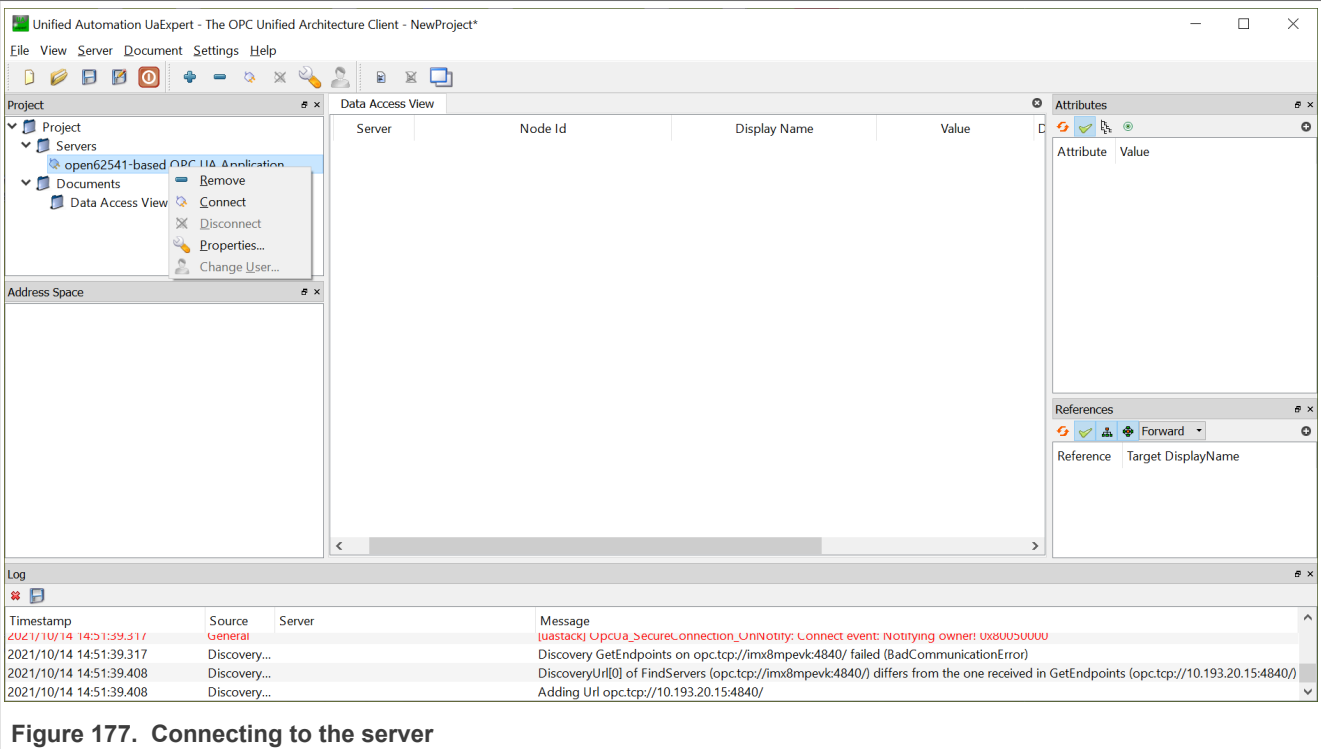 Unified Automation UaExpert - The OPC Unified Architecture Client - NewProject*
File View Server Document Settings Help
Project
Project
Servers
open62541-based OPC UA Application
Documents
Data Access View
Remove
Connect
Disconnect
Properties...
Change User...
Address Space
Data Access View
Server Node Id Display Name Value D
Attributes
Attribute Value
References
Forward
Reference Target DisplayName
Log
Timestamp Source Server Message
2021/10/14 14:51:39.317 General [uastack] OpcUa_SecureConnection_OnNotify: Connect event: Notifying owner! 0x80050000
2021/10/14 14:51:39.317 Discovery... Discovery GetEndpoints on opc.tcp://imx8mpevk:4840/ failed (BadCommunicationError)
2021/10/14 14:51:39.408 Discovery... DiscoveryUrl[0] of FindServers (opc.tcp://imx8mpevk:4840/) differs from the one received in GetEndpoints (opc.tcp://10.193.20.15:4840/)
2021/10/14 14:51:39.408 Discovery... Adding Url opc.tcp://10.193.20.15:4840/
Figure 177. Connecting to the server